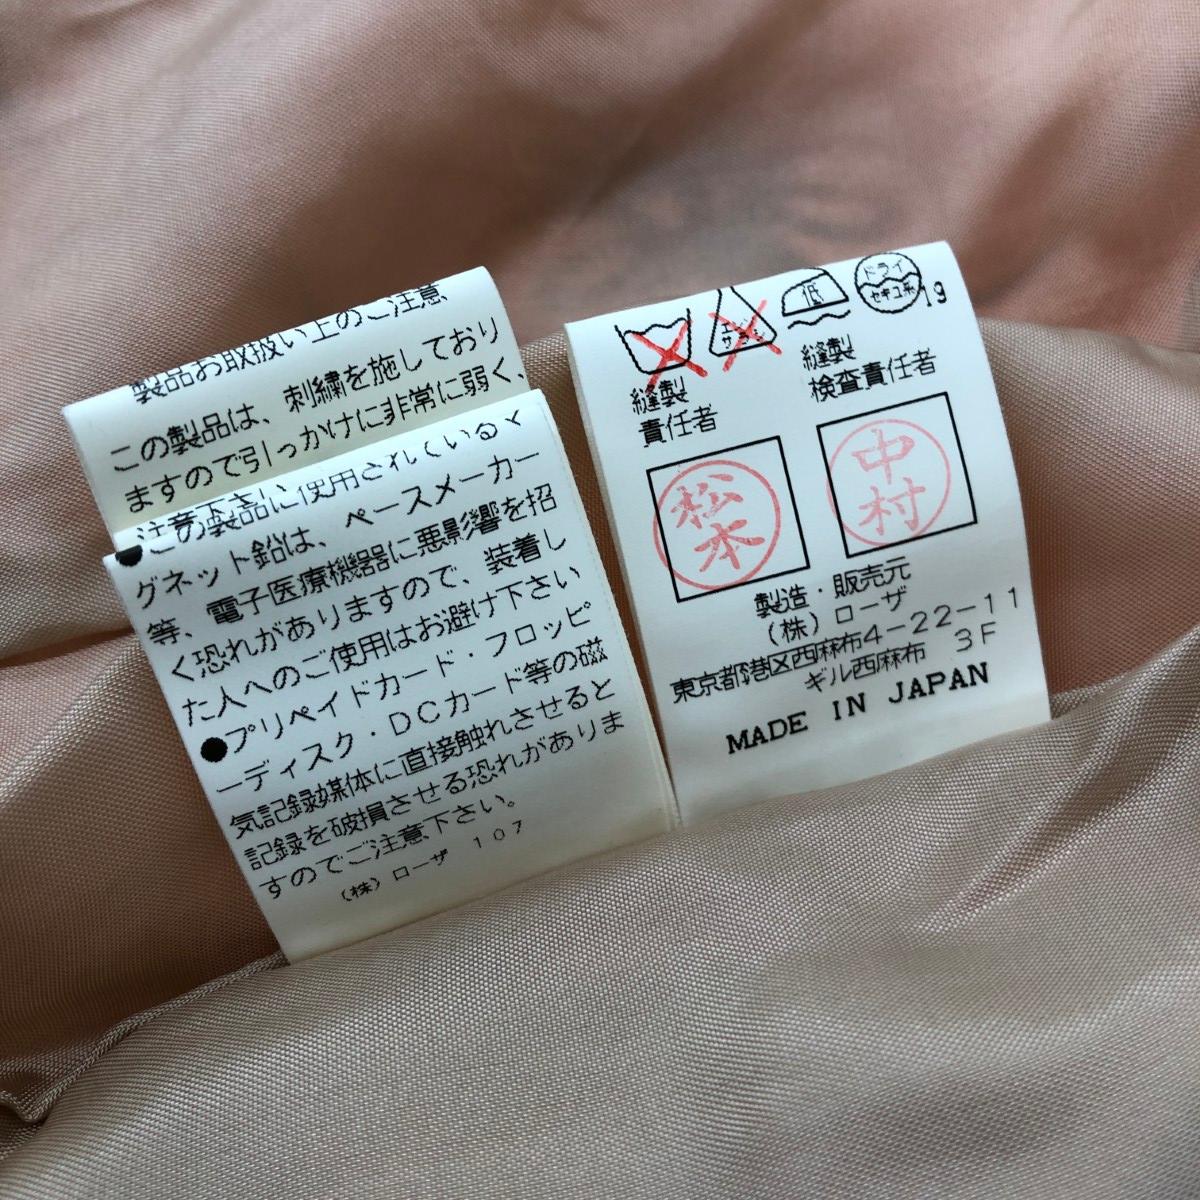 製品お取扱い上のご注意
この製品は、刺繍を施しており
ますので引っかけに非常に弱く、
注意下さい
●この製品に使用されているマ
グネット鉛は、ペースメーカー
等、電子医療機器に悪影響を招
く恐れがありますので、装着し
た人へのご使用はお避け下さい
●プリペイドカード・フロッピ
ーディスク・DCカード等の磁
気記録媒体に直接触れさせると
記録を破損させる恐れがありま
すのでご注意下さい。
(株)ローザ 107
エンソサラシ 低 ドライ セキユ系 19
縫製
責任者
松本
縫製
検査責任者
中村
製造・販売元
(株)ローザ
東京都港区西麻布4-22-11
ギル西麻布 3F
MADE IN JAPAN